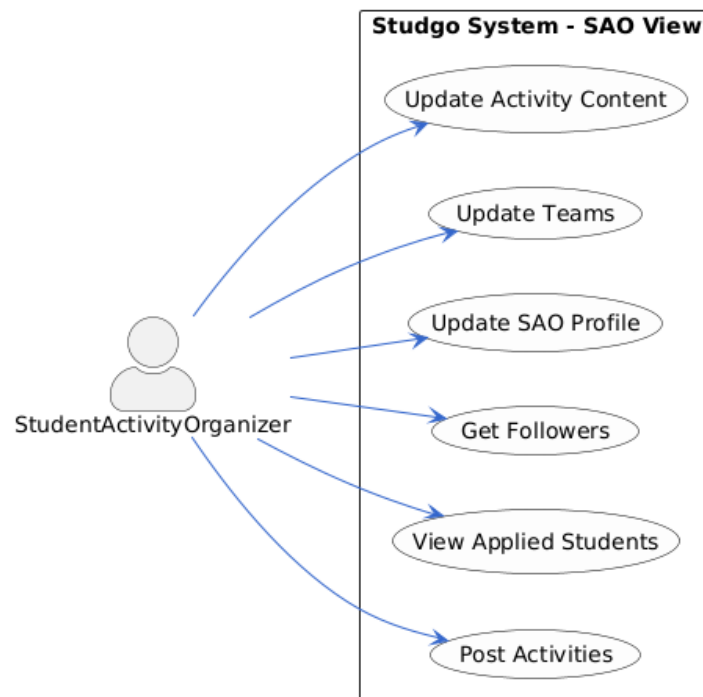 Studgo System - SAO View
Update Activity Content
Update Teams
Update SAO Profile
StudentActivityOrganizer
Get Followers
View Applied Students
Post Activities